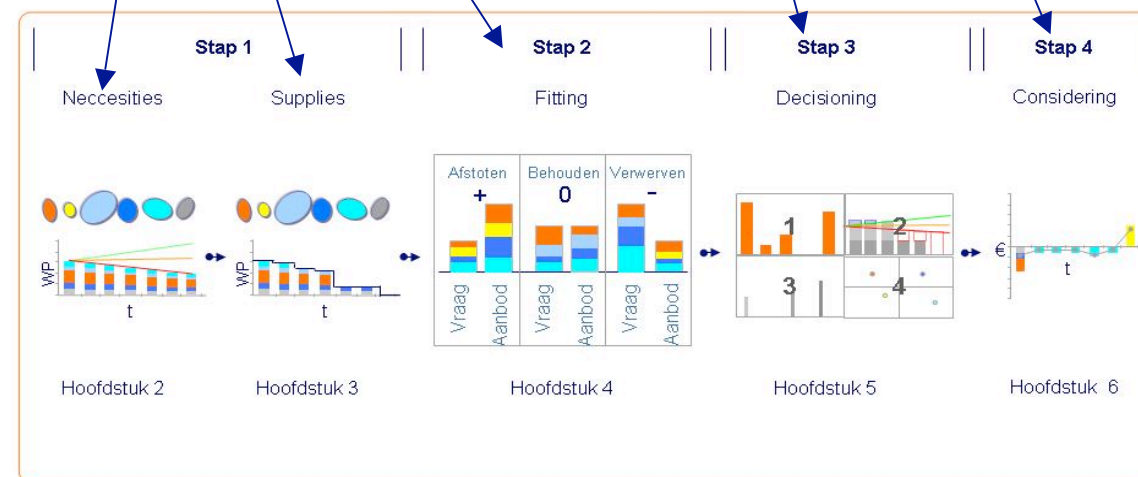 Stap 1
Stap 2
Stap 3
Stap 4
Neccesities
Supplies
Fitting
Decisioning
Considering
WP
t
WP
t
Afstoten
+
Behouden
0
Verwerven
-
Vraag
Aanbod
Vraag
Aanbod
Vraag
Aanbod
1
2
3
4
€
t
Hoofdstuk 2
Hoofdstuk 3
Hoofdstuk 4
Hoofdstuk 5
Hoofdstuk 6